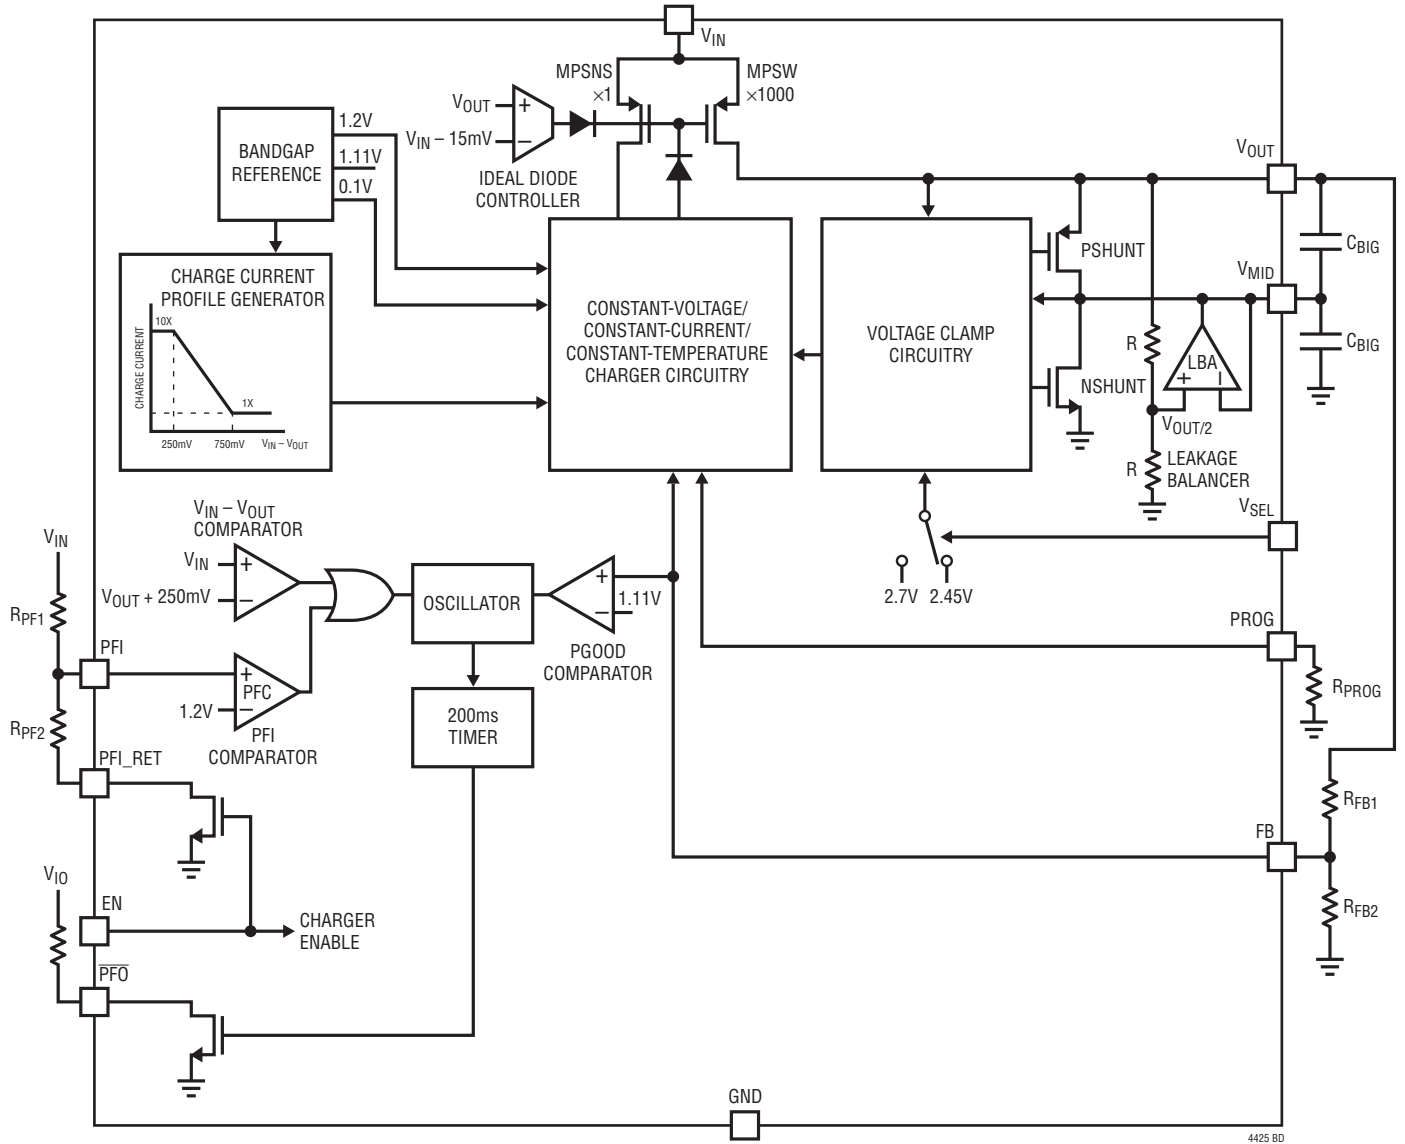 VIN
MPSNS
×1
MPSW
×1000
VOUT
VIN – 15mV
+
–
IDEAL DIODE
CONTROLLER
BANDGAP
REFERENCE
1.2V
1.11V
0.1V
VOUT
CBIG
VMID
CBIG
CHARGE CURRENT
PROFILE GENERATOR
CHARGE CURRENT
10X
1X
250mV
750mV
VIN – VOUT
CONSTANT-VOLTAGE/
CONSTANT-CURRENT/
CONSTANT-TEMPERATURE
CHARGER CIRCUITRY
VOLTAGE CLAMP
CIRCUITRY
PSHUNT
NSHUNT
R
LBA
+
–
VOUT/2
R
LEAKAGE
BALANCER
VSEL
2.7V
2.45V
VIN – VOUT
COMPARATOR
VIN
VOUT + 250mV
+
–
VIN
RPF1
PFI
OSCILLATOR
+
–
1.11V
PGOOD
COMPARATOR
PROG
RPROG
+
PFC
–
1.2V
PFI
COMPARATOR
200ms
TIMER
RPF2
PFI_RET
RFB1
FB
RFB2
VIO
EN
CHARGER
ENABLE
PFO
GND
4425 BD